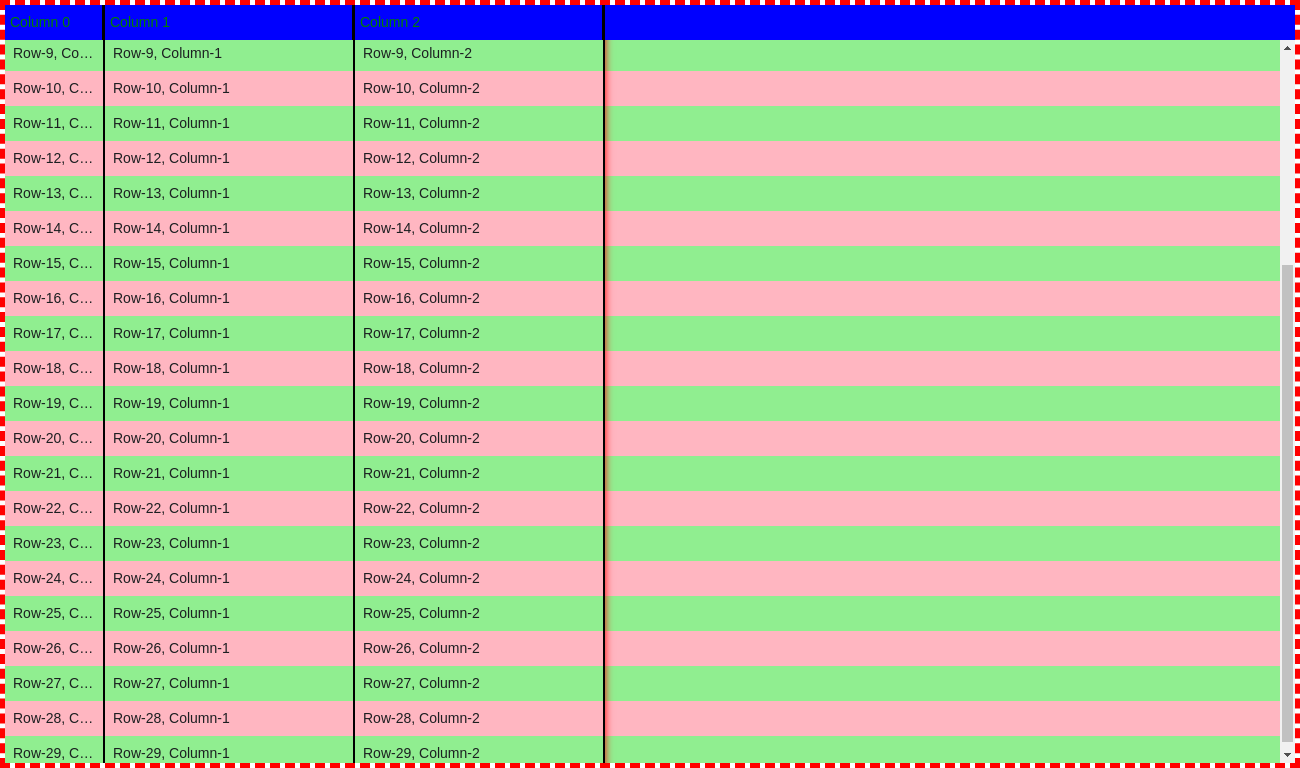 Column 0 Column 1 Column 2
Row-9, Co… Row-9, Column-1 Row-9, Column-2
Row-10, C… Row-10, Column-1 Row-10, Column-2
Row-11, C… Row-11, Column-1 Row-11, Column-2
Row-12, C… Row-12, Column-1 Row-12, Column-2
Row-13, C… Row-13, Column-1 Row-13, Column-2
Row-14, C… Row-14, Column-1 Row-14, Column-2
Row-15, C… Row-15, Column-1 Row-15, Column-2
Row-16, C… Row-16, Column-1 Row-16, Column-2
Row-17, C… Row-17, Column-1 Row-17, Column-2
Row-18, C… Row-18, Column-1 Row-18, Column-2
Row-19, C… Row-19, Column-1 Row-19, Column-2
Row-20, C… Row-20, Column-1 Row-20, Column-2
Row-21, C… Row-21, Column-1 Row-21, Column-2
Row-22, C… Row-22, Column-1 Row-22, Column-2
Row-23, C… Row-23, Column-1 Row-23, Column-2
Row-24, C… Row-24, Column-1 Row-24, Column-2
Row-25, C… Row-25, Column-1 Row-25, Column-2
Row-26, C… Row-26, Column-1 Row-26, Column-2
Row-27, C… Row-27, Column-1 Row-27, Column-2
Row-28, C… Row-28, Column-1 Row-28, Column-2
Row-29, C… Row-29, Column-1 Row-29, Column-2